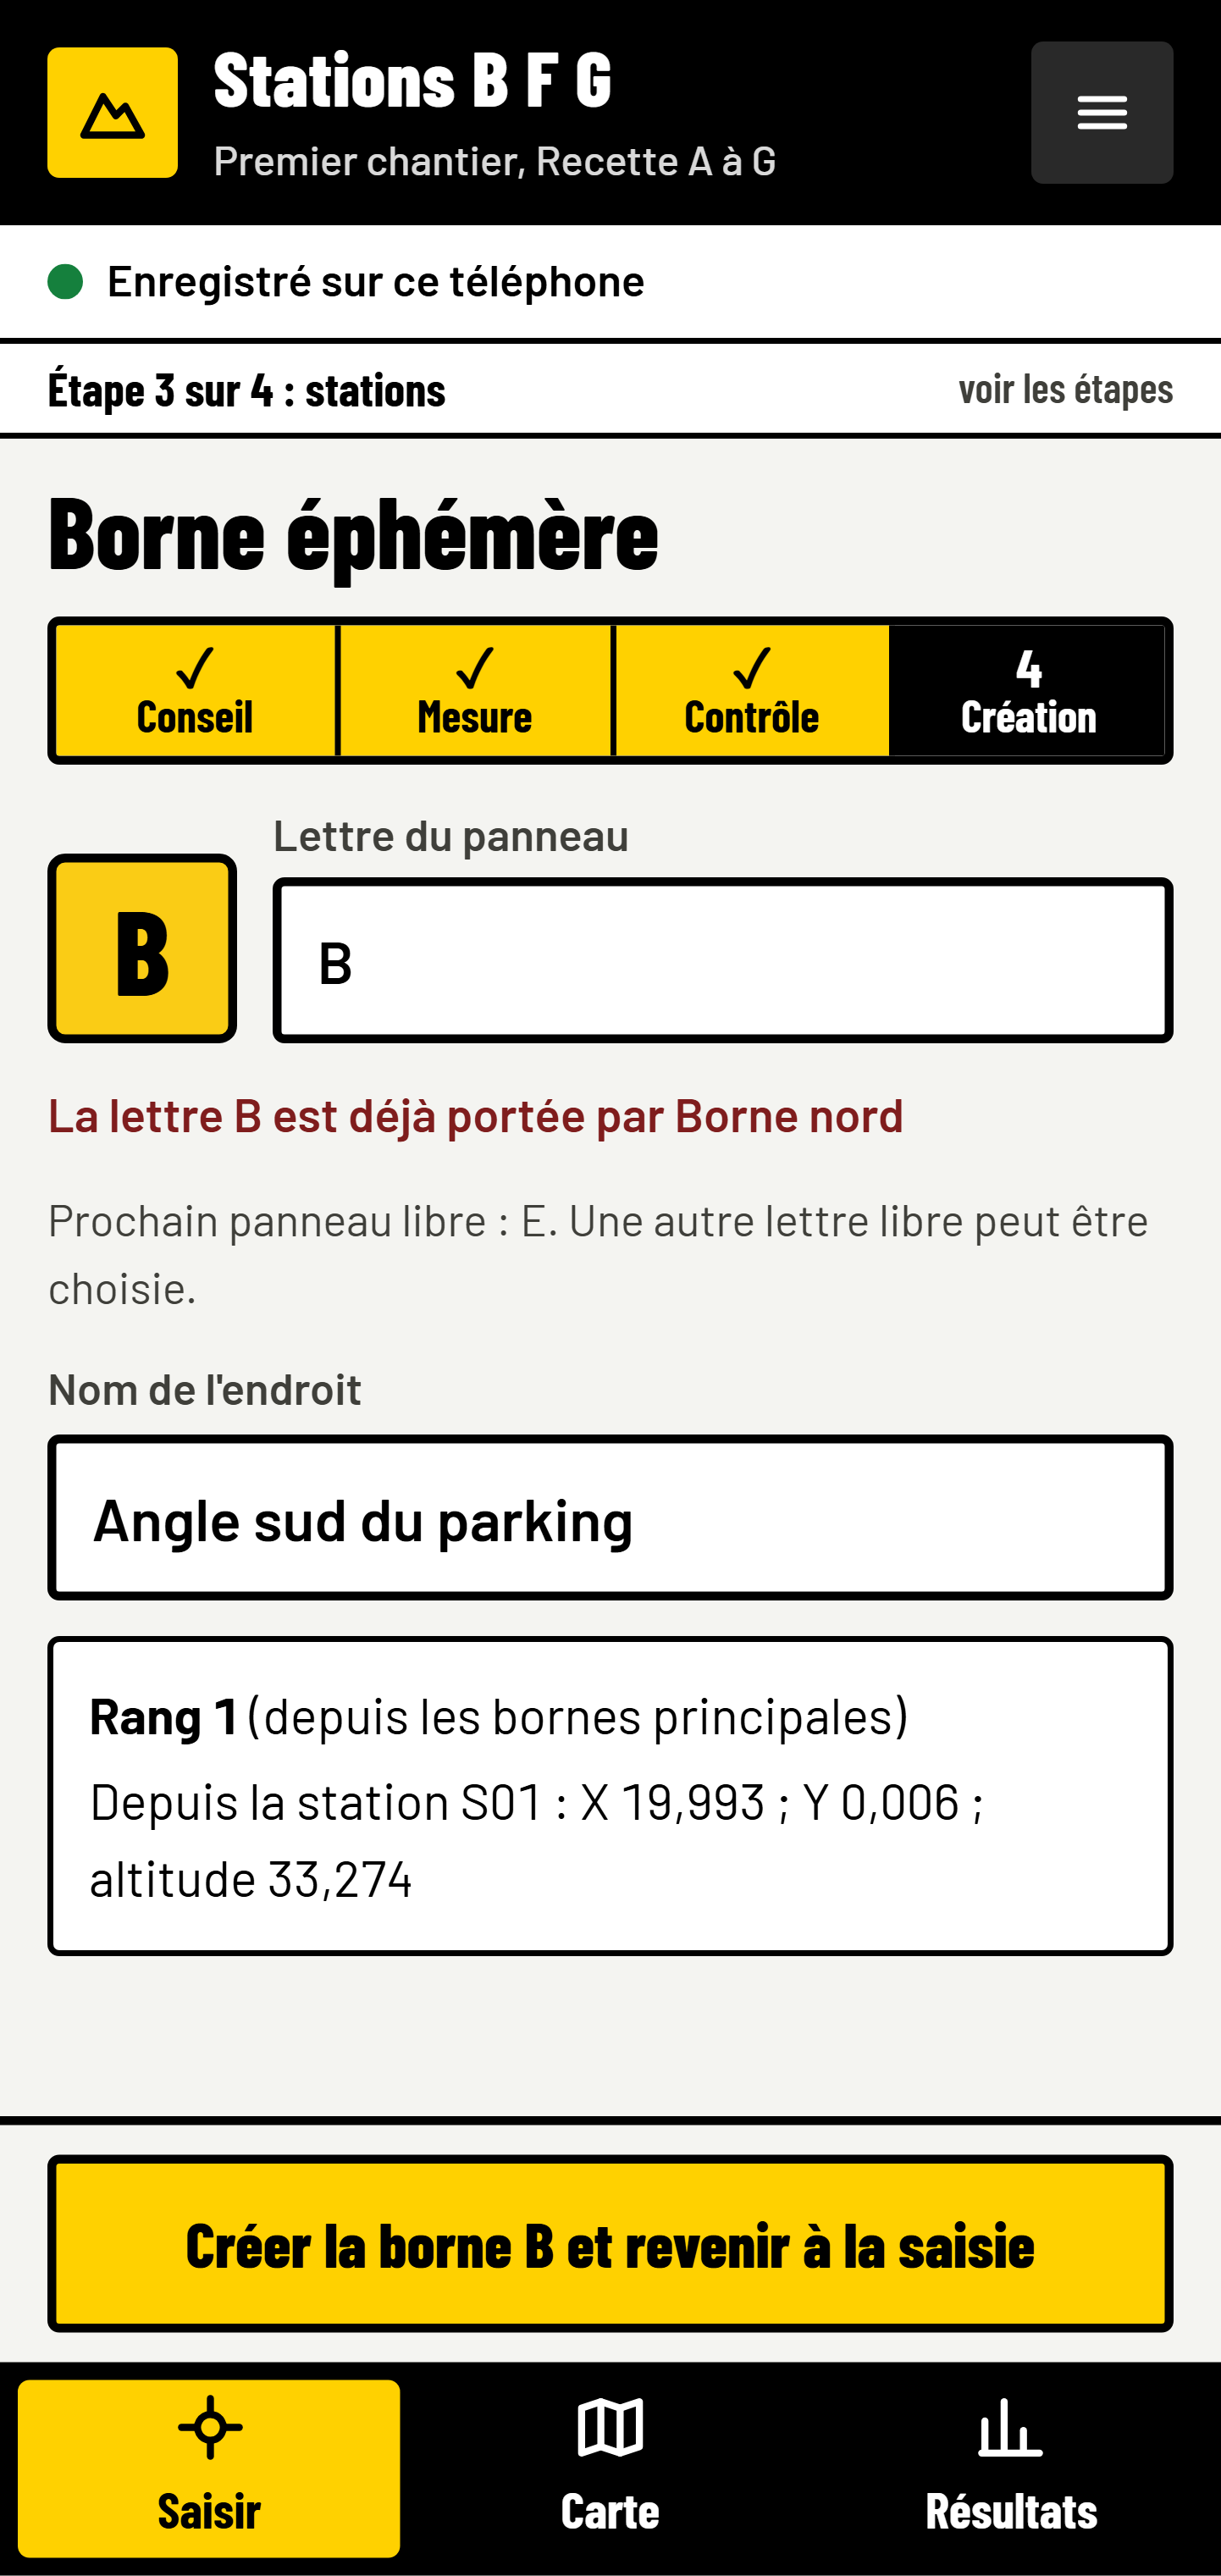 Stations B F G
Premier chantier, Recette A à G
Enregistré sur ce téléphone
Étape 3 sur 4 : stations
voir les étapes
Borne éphémère
✓ Conseil
✓ Mesure
✓ Contrôle
4 Création
Lettre du panneau
B
B
La lettre B est déjà portée par Borne nord
Prochain panneau libre : E. Une autre lettre libre peut être
choisie.
Nom de l'endroit
Angle sud du parking
Rang 1 (depuis les bornes principales)
Depuis la station S01 : X 19,993 ; Y 0,006 ;
altitude 33,274
Créer la borne B et revenir à la saisie
Saisir
Carte
Résultats